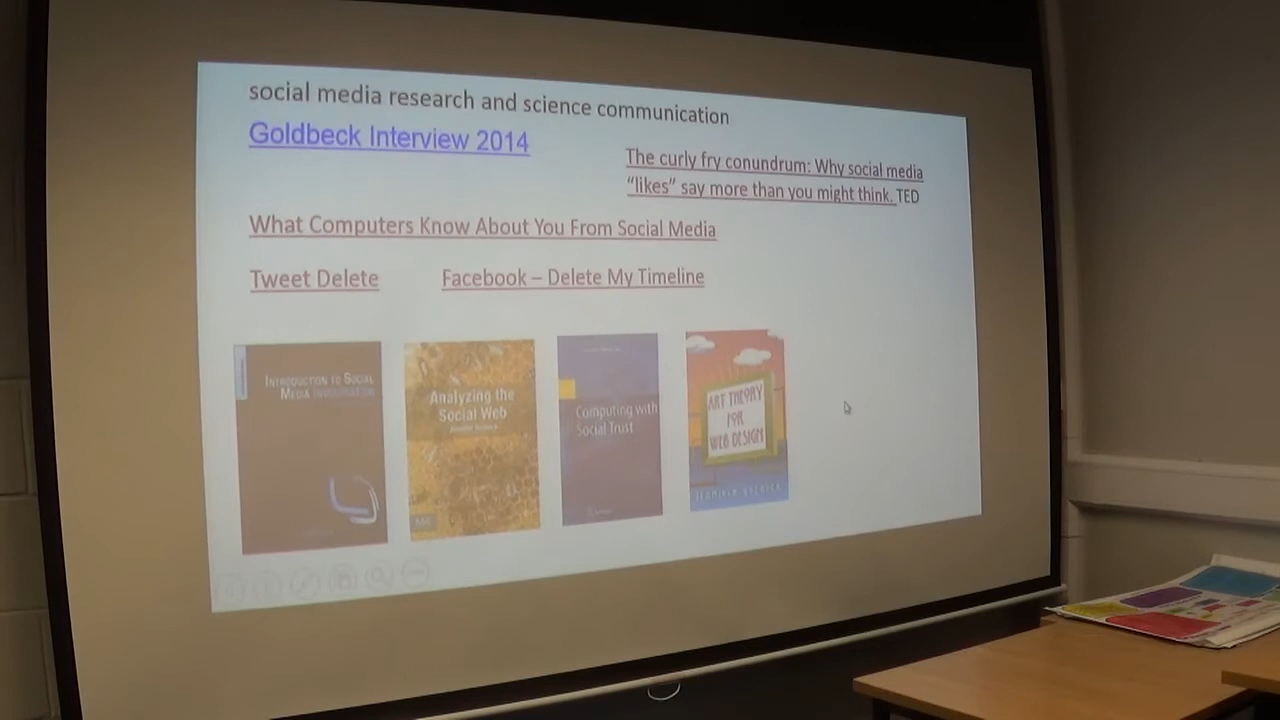 social media research and science communication
Goldbeck Interview 2014
The curly fry conundrum: Why social media
“likes” say more than you might think. TED
What Computers Know About You From Social Media
Tweet Delete
Facebook – Delete My Timeline
INTRODUCTION TO SOCIAL
MEDIA INVESTIGATION
Analyzing the
Social Web
Computing with
Social Trust
ART THEORY
FOR
WEB DESIGN